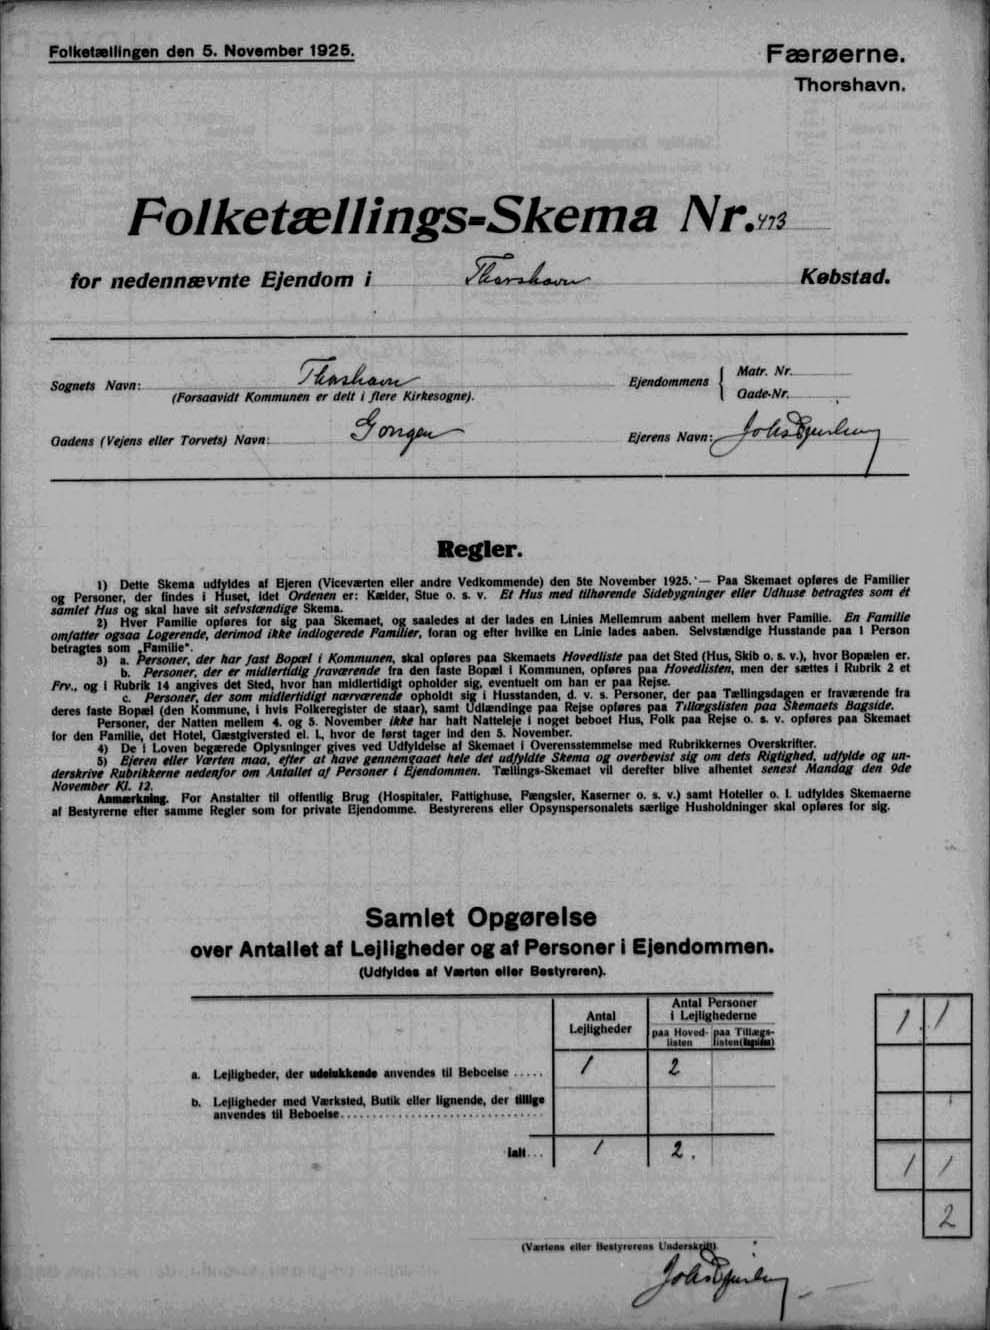 Folketællingen den 5. November 1925.
Færøerne.
Thorshavn.
Folketællings-Skema Nr. 473
for nedennævnte Ejendom i Thorshavn Købstad.
Sognets Navn: Thorshavn
(Forsaavidt Kommunen er delt i flere Kirkesogne).
Ejendommens { Matr. Nr.
Gade-Nr.
Gadens (Vejens eller Torvets) Navn: Gongen
Ejerens Navn: Johs
Regler.
1) Dette Skema udfyldes af Ejeren (Viceværten eller andre Vedkommende) den 5te November 1925. — Paa Skemaet opføres de Familier
og Personer, der findes i Huset, idet Ordenen er: Kælder, Stue o. s. v. Et Hus med tilhørende Sidebygninger eller Udhuse betragtes som ét
samlet Hus og skal have sit selvstændige Skema.
2) Hver Familie opføres for sig paa Skemaet, og saaledes at der lades en Linies Mellemrum aabent mellem hver Familie. En Familie
omfatter ogsaa Logerende, derimod ikke indlogerede Familier, foran og efter hvilke en Linie lades aaben. Selvstændige Husstande paa 1 Person
betragtes som „Familie".
3) a. Personer, der har fast Bopæl i Kommunen, skal opføres paa Skemaets Hovedliste paa det Sted (Hus, Skib o. s. v.), hvor Bopælen er.
b. Personer, der er midlertidig fraværende fra den faste Bopæl i Kommunen, opføres paa Hovedlisten, men der sættes i Rubrik 2 et
Frv., og i Rubrik 14 angives det Sted, hvor han midlertidigt opholder sig, eventuelt om han er paa Rejse.
c. Personer, der som midlertidigt nærværende opholdt sig i Husstanden, d. v. s. Personer, der paa Tællingsdagen er fraværende fra
deres faste Bopæl (den Kommune, i hvis Folkeregister de staar), samt Udlændinge paa Rejse opføres paa Tillægslisten paa Skemaets Bagside.
Personer, der Natten mellem 4. og 5. November ikke har haft Natteleje i noget beboet Hus, Folk paa Rejse o. s. v. opføres paa Skemaet
for den Familie, det Hotel, Gæstgiversted el. l., hvor de først tager ind den 5. November.
4) De i Loven begærede Oplysninger gives ved Udfyldelse af Skemaet i Overensstemmelse med Rubrikkernes Overskrifter.
5) Ejeren eller Værten maa, efter at have gennemgaaet hele det udfyldte Skema og overbevist sig om dets Rigtighed, udfylde og un-
derskrive Rubrikkerne nedenfor om Antallet af Personer i Ejendommen. Tællings-Skemaet vil derefter blive afhentet senest Mandag den 9de
November Kl. 12.
Anmærkning. For Anstalter til offentlig Brug (Hospitaler, Fattighuse, Fængsler, Kaserner o. s. v.) samt Hoteller o. l. udfyldes Skemaerne
af Bestyrerne efter samme Regler som for private Ejendomme. Bestyrerens eller Opsynspersonalets særlige Husholdninger skal opføres for sig.
Samlet Opgørelse
over Antallet af Lejligheder og af Personer i Ejendommen.
(Udfyldes af Værten eller Bestyreren).
Antal Lejligheder
Antal Personer i Lejlighederne
paa Hoved-listen
paa Tillægs-listen (Bagsiden)
1 1
a. Lejligheder, der udelukkende anvendes til Beboelse ..... 1 2
b. Lejligheder med Værksted, Butik eller lignende, der tillige
anvendes til Beboelse
Ialt ... 1 2.
1 1
2
(Værtens eller Bestyrerens Underskrift).
Johs